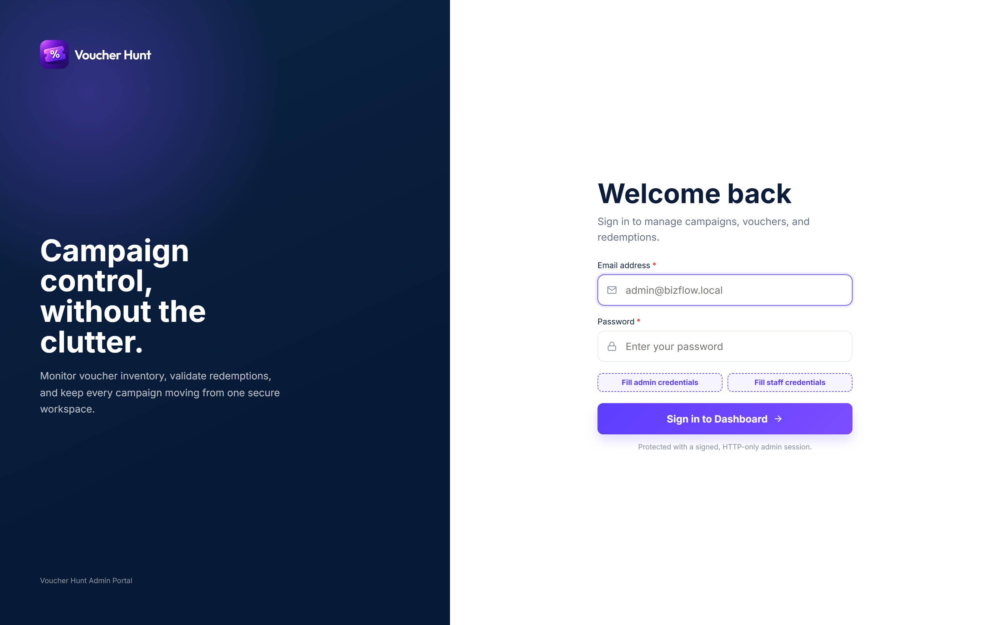 %
Voucher Hunt
Campaign
control,
without the
clutter.
Monitor voucher inventory, validate redemptions,
and keep every campaign moving from one secure
workspace.
Voucher Hunt Admin Portal
Welcome back
Sign in to manage campaigns, vouchers, and
redemptions.
Email address *
admin@bizflow.local
Password *
Enter your password
Fill admin credentials
Fill staff credentials
Sign in to Dashboard →
Protected with a signed, HTTP-only admin session.